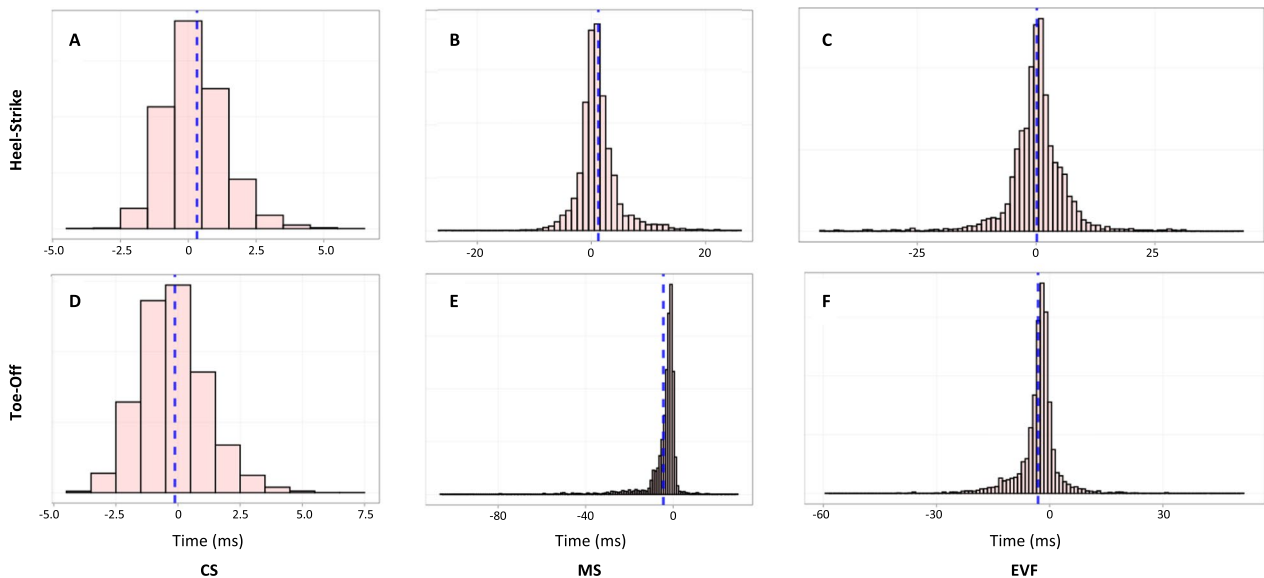 A B C
Heel-Strike
-5.0 -2.5 0 2.5 5.0
-20 0 20
-25 0 25
D E F
Toe-Off
-5.0 -2.5 0 2.5 5.0 7.5
-80 -40 0
-60 -30 0 30
Time (ms) Time (ms) Time (ms)
CS MS EVF